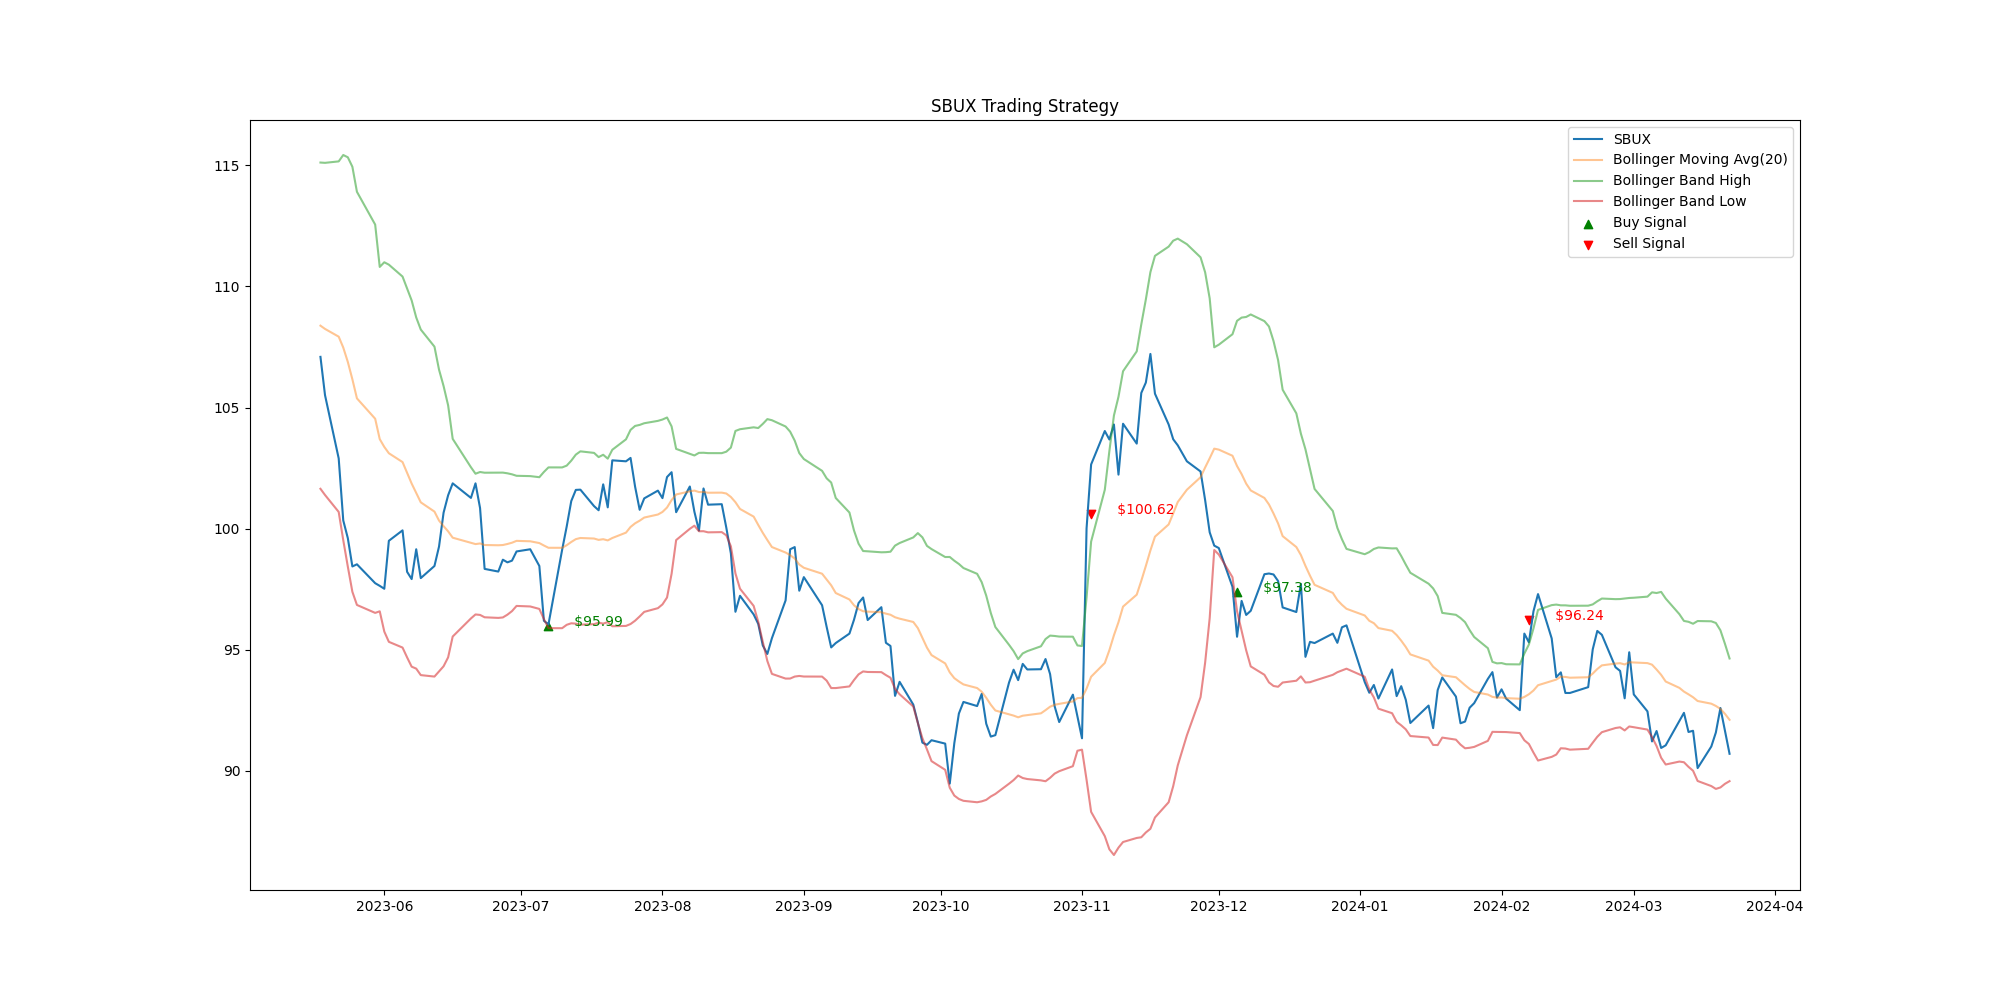 SBUX Trading Strategy
SBUX
Bollinger Moving Avg(20)
Bollinger Band High
Bollinger Band Low
Buy Signal
Sell Signal
115
110
105
100
95
90
$100.62
$97.38
$95.99
$96.24
2023-06 2023-07 2023-08 2023-09 2023-10 2023-11 2023-12 2024-01 2024-02 2024-03 2024-04